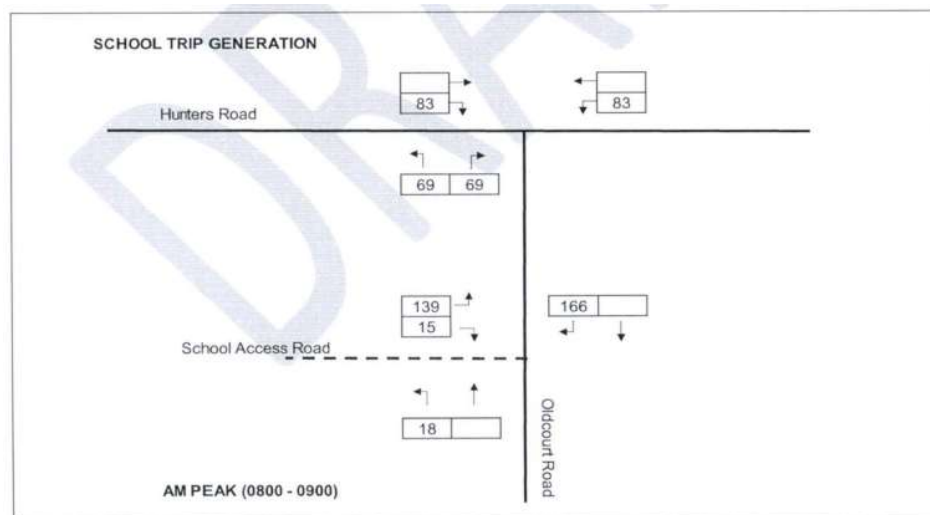 SCHOOL TRIP GENERATION
83
83
Hunters Road
69 69
139
15
166
School Access Road
18
Oldcourt Road
AM PEAK (0800 - 0900)
DRA